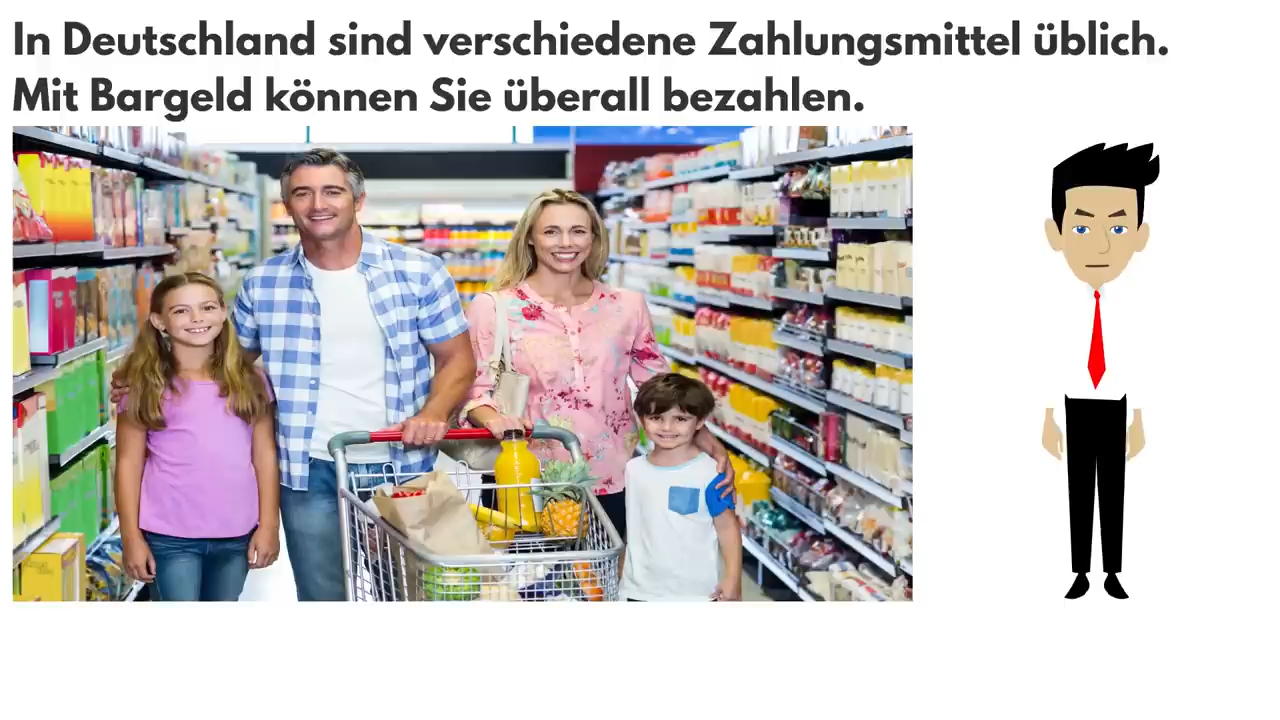 In Deutschland sind verschiedene Zahlungsmittel üblich.
Mit Bargeld können Sie überall bezahlen.